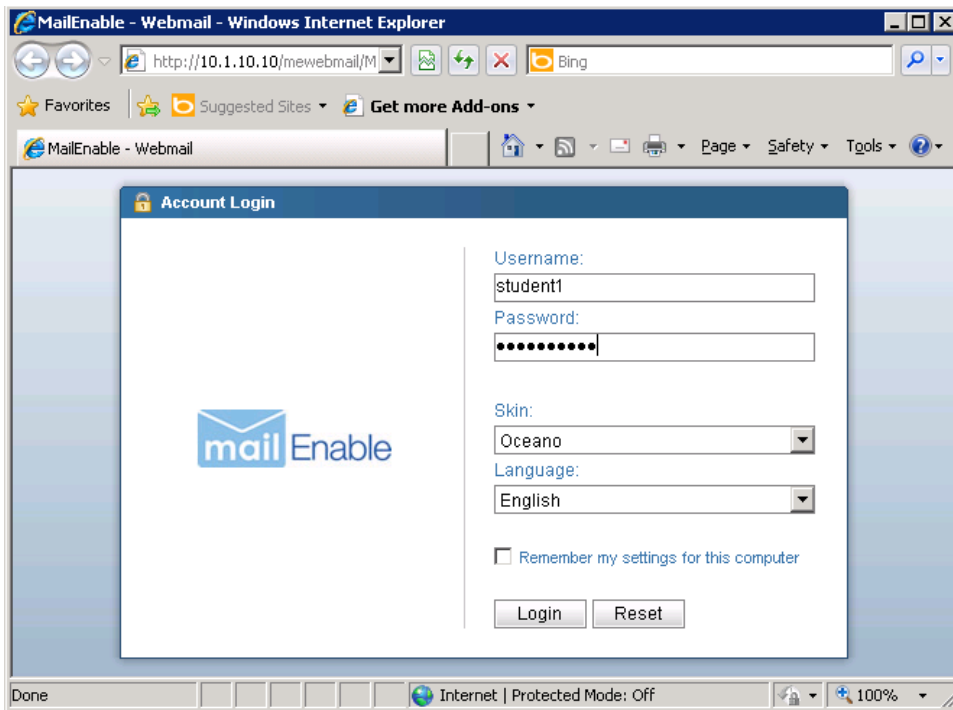 MailEnable - Webmail - Windows Internet Explorer
http://10.1.10.10/mewebmail/M
Bing
Favorites
Suggested Sites
Get more Add-ons
MailEnable - Webmail
Page
Safety
Tools
Account Login
Username:
student1
Password:
••••••••••
Skin:
mail Enable
Oceano
Language:
English
Remember my settings for this computer
Login Reset
Done
Internet | Protected Mode: Off
100%